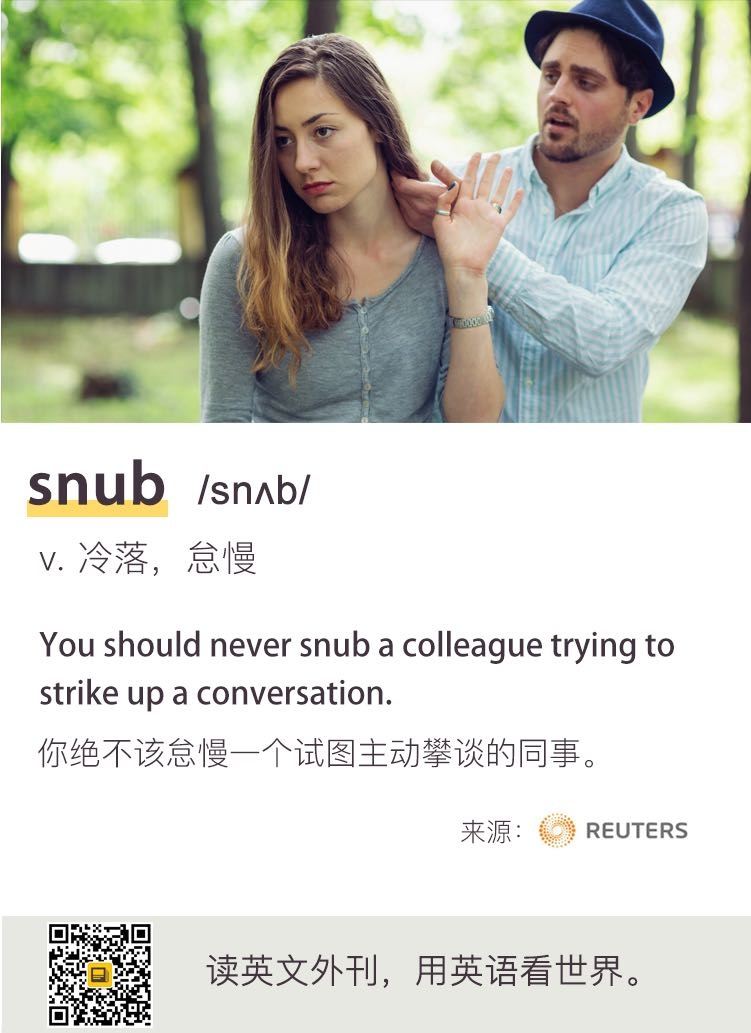 snub /snʌb/
v. 冷落，怠慢
You should never snub a colleague trying to
strike up a conversation.
你绝不该怠慢一个试图主动攀谈的同事。
来源： REUTERS
读英文外刊，用英语看世界。